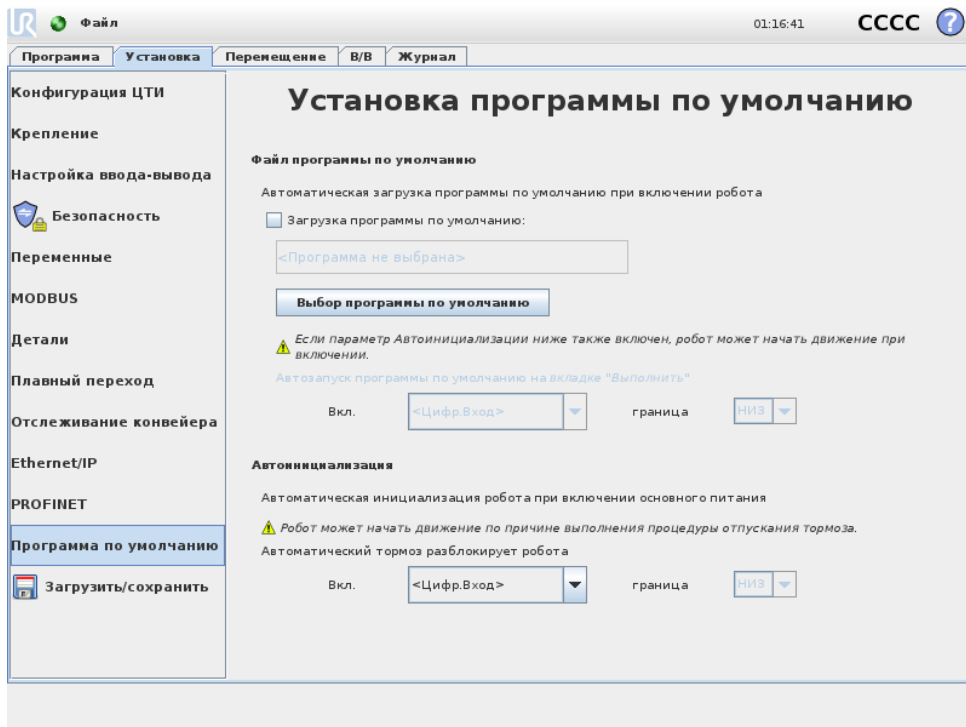 UR Файл 01:16:41 CCCC ?
Программа Установка Перемещение В/В Журнал
Конфигурация ЦТИ
Крепление
Настройка ввода-вывода
Безопасность
Переменные
MODBUS
Детали
Плавный переход
Отслеживание конвейера
Ethernet/IP
PROFINET
Программа по умолчанию
Загрузить/сохранить
Установка программы по умолчанию
Файл программы по умолчанию
Автоматическая загрузка программы по умолчанию при включении робота
Загрузка программы по умолчанию:
<Программа не выбрана>
Выбор программы по умолчанию
Если параметр Автоинициализации ниже также включен, робот может начать движение при
включении.
Автозапуск программы по умолчанию на вкладке "Выполнить"
Вкл. <Цифр.Вход> граница НИЗ
Автоинициализация
Автоматическая инициализация робота при включении основного питания
Робот может начать движение по причине выполнения процедуры отпускания тормоза.
Автоматический тормоз разблокирует робота
Вкл. <Цифр.Вход> граница НИЗ